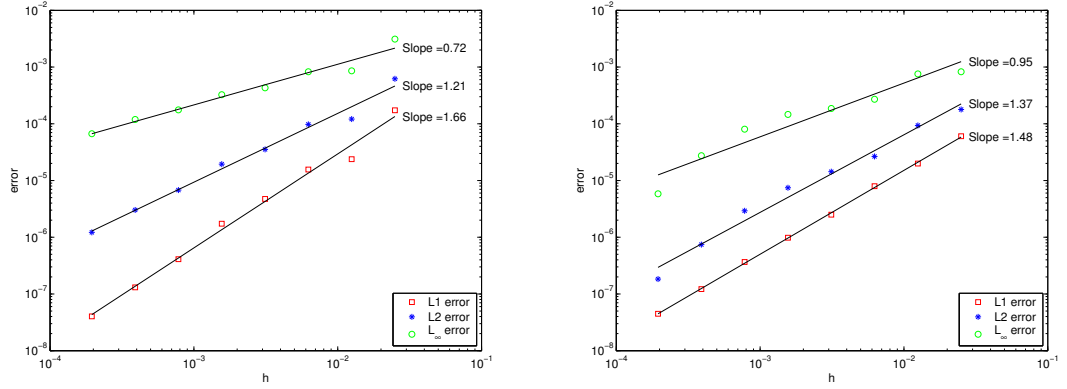 10^-2
10^-3
10^-4
10^-5
10^-6
10^-7
10^-8
error
10^-4
10^-3
10^-2
10^-1
h
Slope =0.72
Slope =1.21
Slope =1.66
L1 error
L2 error
L_∞ error
10^-2
10^-3
10^-4
10^-5
10^-6
10^-7
10^-8
error
10^-4
10^-3
10^-2
10^-1
h
Slope =0.95
Slope =1.37
Slope =1.48
L1 error
L2 error
L_∞ error